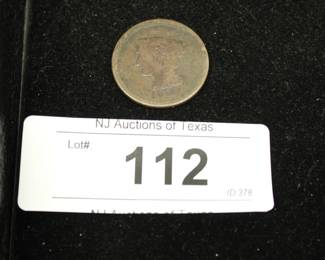 NJ Auctions of Texas
Lot#
112
ID 378
NJ Auctions of Texas